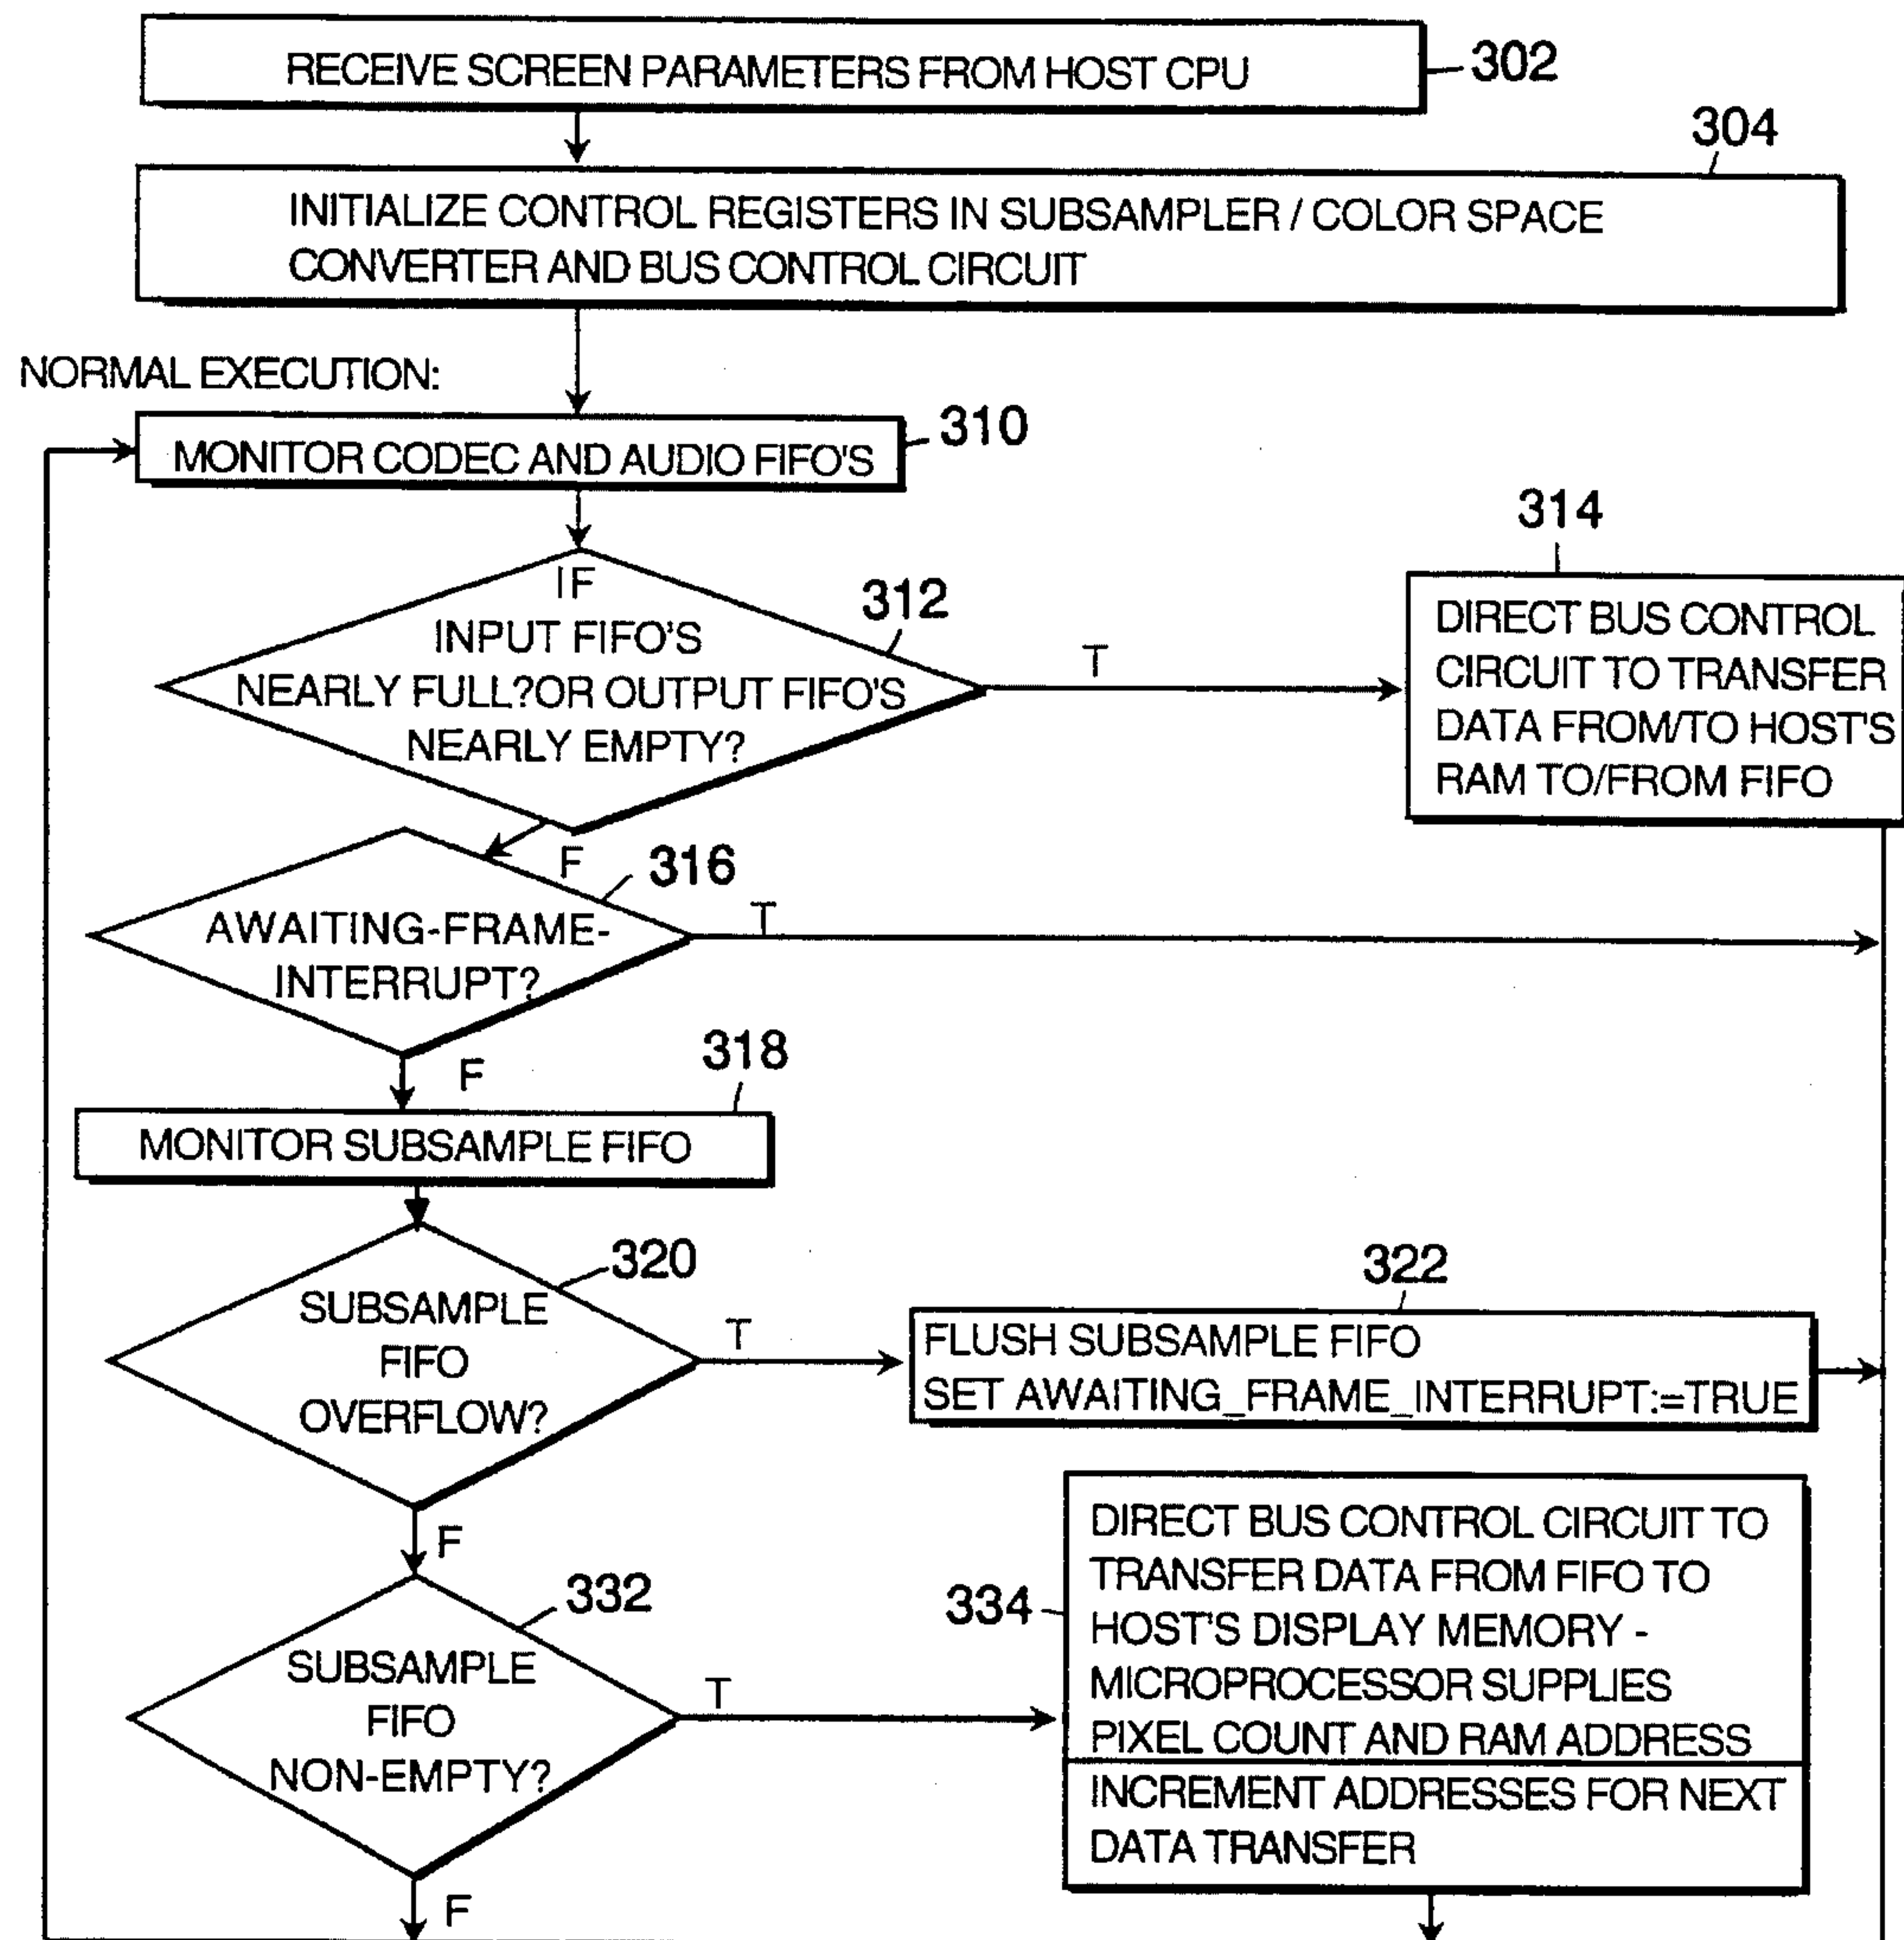 RECEIVE SCREEN PARAMETERS FROM HOST CPU
302
304
INITIALIZE CONTROL REGISTERS IN SUBSAMPLER / COLOR SPACE
CONVERTER AND BUS CONTROL CIRCUIT
NORMAL EXECUTION:
310
MONITOR CODEC AND AUDIO FIFO'S
IF
312
INPUT FIFO'S
NEARLY FULL?OR OUTPUT FIFO'S
NEARLY EMPTY?
T
314
DIRECT BUS CONTROL
CIRCUIT TO TRANSFER
DATA FROM/TO HOST'S
RAM TO/FROM FIFO
F
316
AWAITING-FRAME-
INTERRUPT?
T
F
318
MONITOR SUBSAMPLE FIFO
320
SUBSAMPLE
FIFO
OVERFLOW?
T
322
FLUSH SUBSAMPLE FIFO
SET AWAITING_FRAME_INTERRUPT:=TRUE
F
332
SUBSAMPLE
FIFO
NON-EMPTY?
T
334
DIRECT BUS CONTROL CIRCUIT TO
TRANSFER DATA FROM FIFO TO
HOST'S DISPLAY MEMORY -
MICROPROCESSOR SUPPLIES
PIXEL COUNT AND RAM ADDRESS
INCREMENT ADDRESSES FOR NEXT
DATA TRANSFER
F